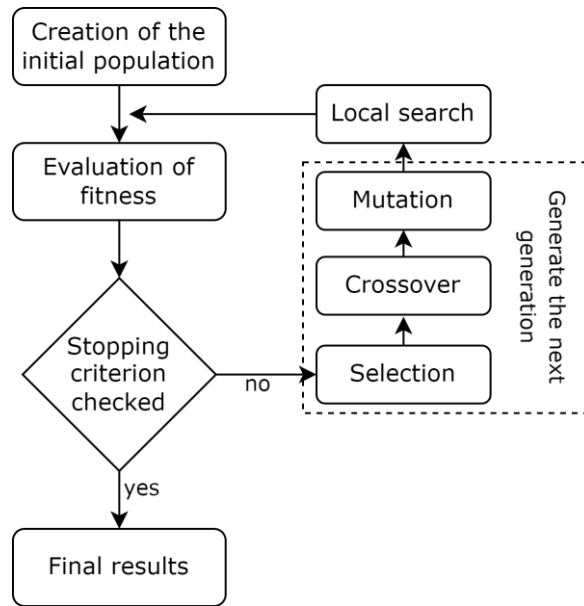 Creation of the
initial population
Evaluation of
fitness
Stopping
criterion
checked
no
yes
Final results
Local search
Mutation
Crossover
Selection
Generate the next
generation